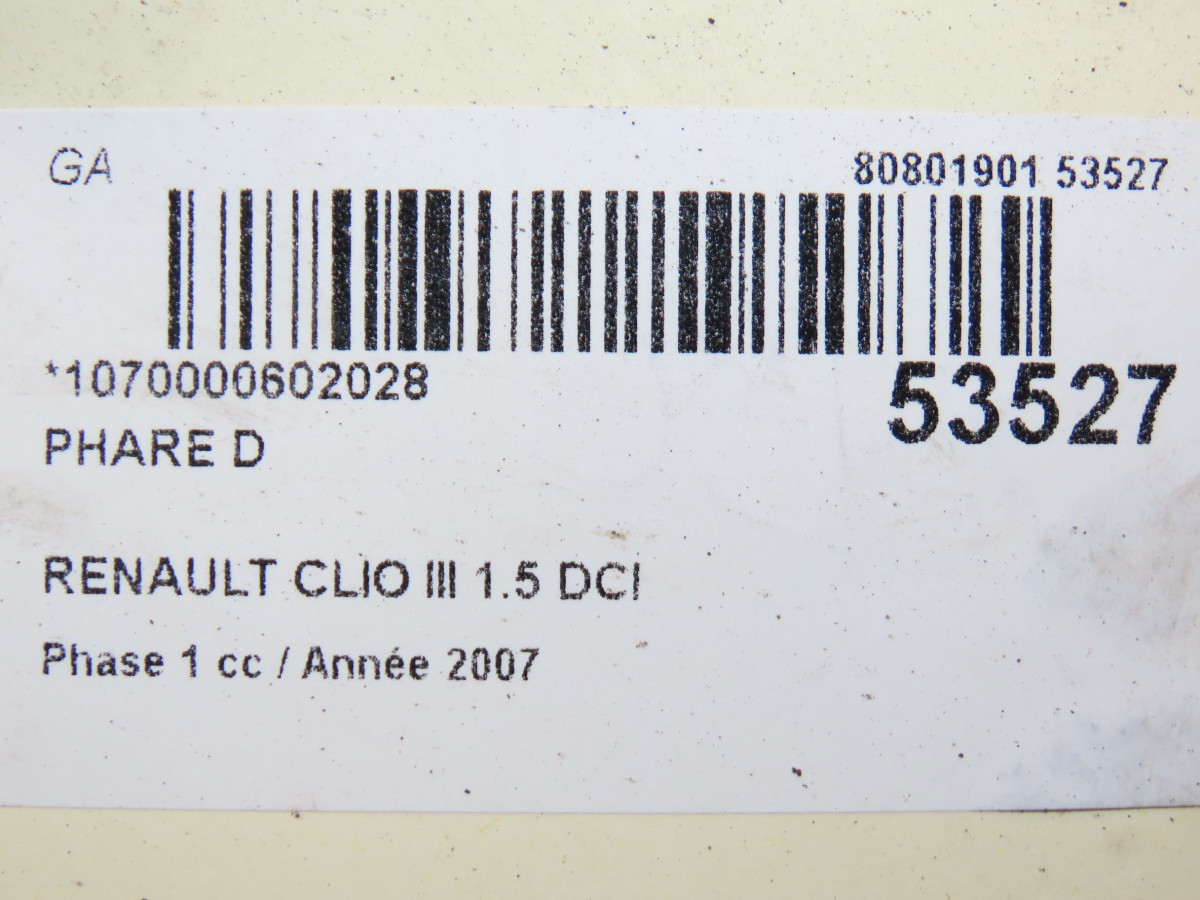 GA
80801901 53527
*1070000602028
53527
PHARE D
RENAULT CLIO III 1.5 DCI
Phase 1 cc / Année 2007